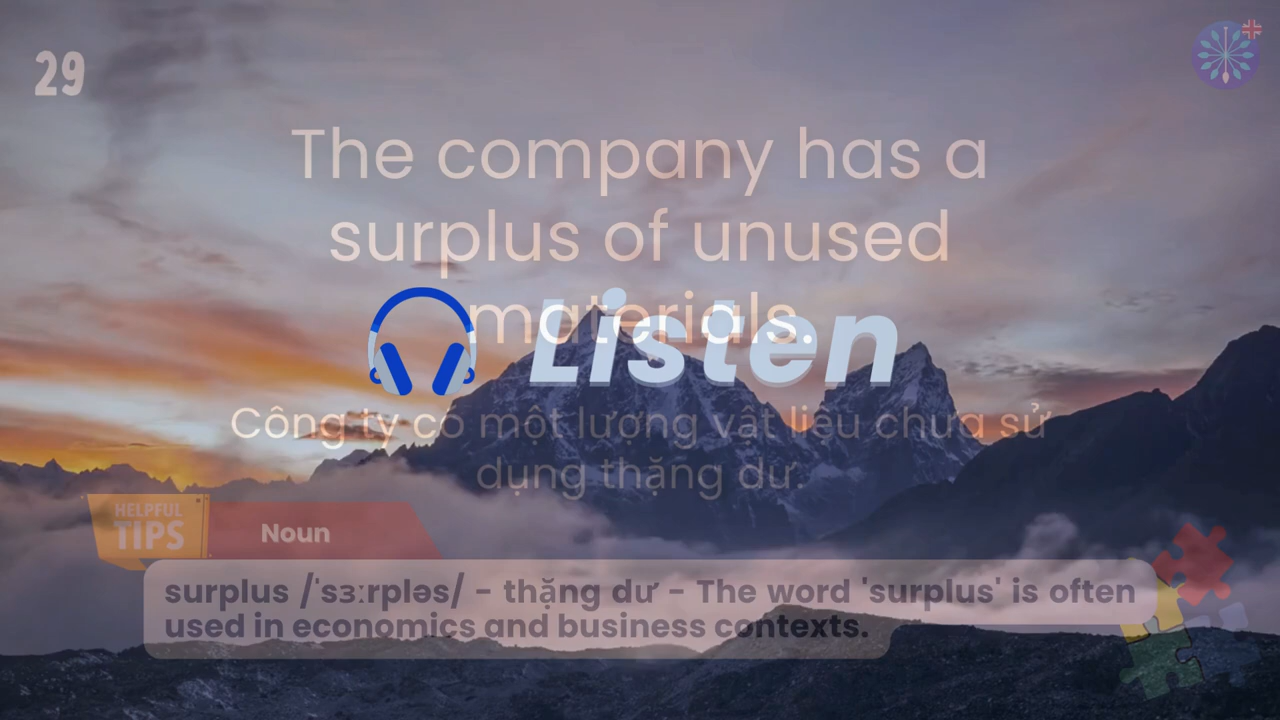 29
The company has a
surplus of unused
materials.
Listen
Công ty có một lượng vật liệu chưa sử
dụng thặng dư.
HELPFUL
TIPS
Noun
surplus /ˈsɜːrpləs/ - thặng dư - The word 'surplus' is often
used in economics and business contexts.